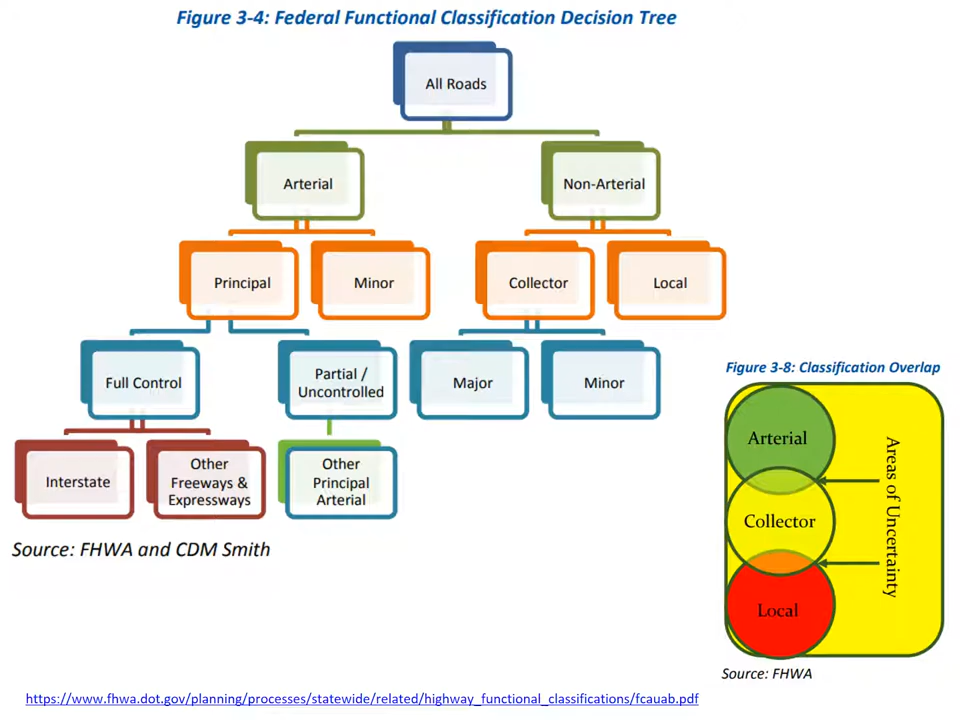 Figure 3-4: Federal Functional Classification Decision Tree
All Roads
Arterial
Non-Arterial
Principal
Minor
Collector
Local
Full Control
Partial /
Uncontrolled
Major
Minor
Interstate
Other
Freeways &
Expressways
Other
Principal
Arterial
Source: FHWA and CDM Smith
Figure 3-8: Classification Overlap
Arterial
Collector
Local
Areas of Uncertainty
Source: FHWA
https://www.fhwa.dot.gov/planning/processes/statewide/related/highway_functional_classifications/fcauab.pdf